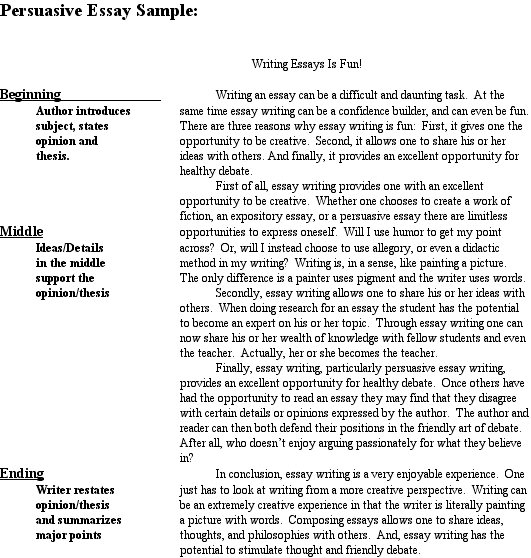 Persuasive Essay Sample:
Writing Essays Is Fun!
Beginning
Author introduces
subject, states
opinion and
thesis.
Writing an essay can be a difficult and daunting task.  At the
same time essay writing can be a confidence builder, and can even be fun.
There are three reasons why essay writing is fun:  First, it gives one the
opportunity to be creative.  Second, it allows one to share his or her
ideas with others. And finally, it provides an excellent opportunity for
healthy debate.
First of all, essay writing provides one with an excellent
opportunity to be creative.  Whether one chooses to create a work of
fiction, an expository essay, or a persuasive essay there are limitless
opportunities to express oneself.  Will I use humor to get my point
across?  Or, will I instead choose to use allegory, or even a didactic
method in my writing?  Writing is, in a sense, like painting a picture.
The only difference is a painter uses pigment and the writer uses words.
Middle
Ideas/Details
in the middle
support the
opinion/thesis
Secondly, essay writing allows one to share his or her ideas with
others.  When doing research for an essay the student has the potential
to become an expert on his or her topic.  Through essay writing one can
now share his or her wealth of knowledge with fellow students and even
the teacher.  Actually, her or she becomes the teacher.
Finally, essay writing, particularly persuasive essay writing,
provides an excellent opportunity for healthy debate.  Once others have
had the opportunity to read an essay they may find that they disagree
with certain details or opinions expressed by the author.  The author and
reader can then both defend their positions in the friendly art of debate.
After all, who doesn't enjoy arguing passionately for what they believe
in?
Ending
Writer restates
opinion/thesis
and summarizes
major points
In conclusion, essay writing is a very enjoyable experience.  One
just has to look at writing from a more creative perspective.  Writing can
be an extremely creative experience in that the writer is literally painting
a picture with words.  Composing essays allows one to share ideas,
thoughts, and philosophies with others.  And, essay writing has the
potential to stimulate thought and friendly debate.